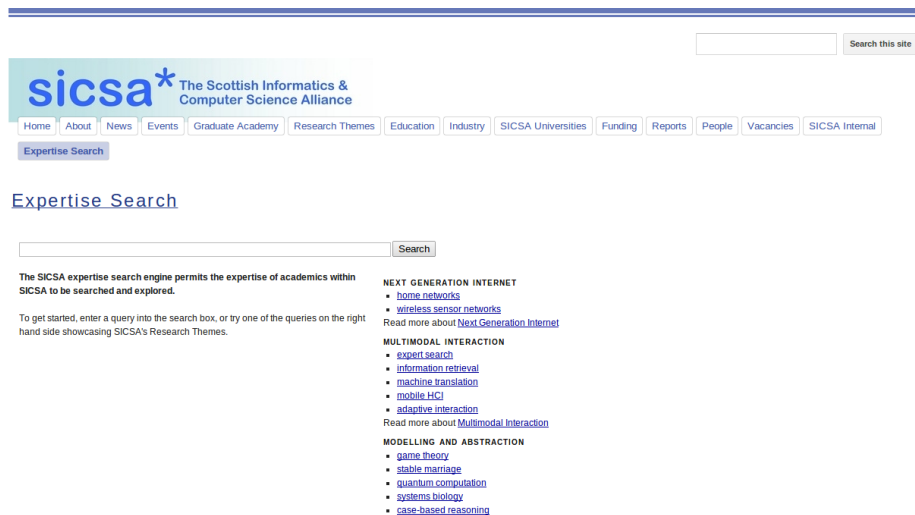 Search this site
sicsa*
The Scottish Informatics &
Computer Science Alliance
Home About News Events Graduate Academy Research Themes Education Industry SICSA Universities Funding Reports People Vacancies SICSA Internal
Expertise Search
Expertise Search
Search
The SICSA expertise search engine permits the expertise of academics within
SICSA to be searched and explored.
To get started, enter a query into the search box, or try one of the queries on the right
hand side showcasing SICSA's Research Themes.
NEXT GENERATION INTERNET
home networks
wireless sensor networks
Read more about Next Generation Internet
MULTIMODAL INTERACTION
expert search
information retrieval
machine translation
mobile HCI
adaptive interaction
Read more about Multimodal Interaction
MODELLING AND ABSTRACTION
game theory
stable marriage
quantum computation
systems biology
case-based reasoning